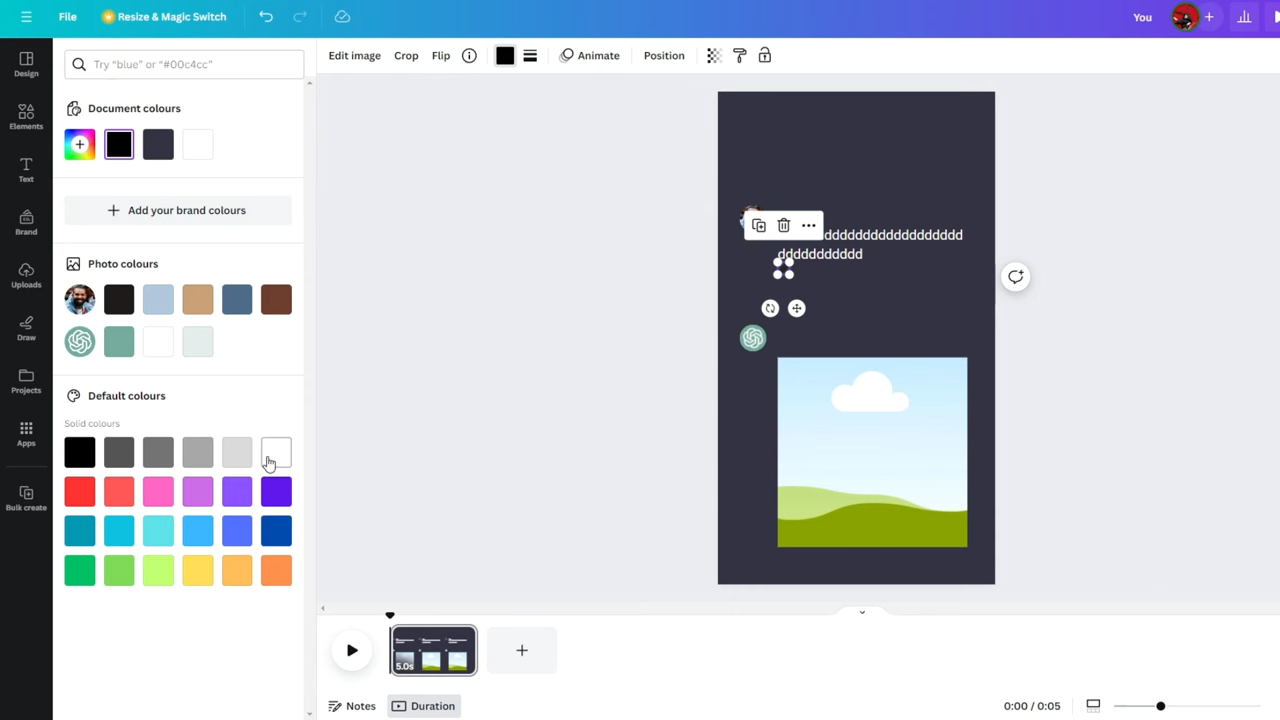 File
Resize & Magic Switch
You
Design
Elements
Text
Brand
Uploads
Draw
Projects
Apps
Bulk create
Try "blue" or "#00c4cc"
Document colours
Add your brand colours
Photo colours
Default colours
Solid colours
Edit image
Crop
Flip
Animate
Position
dddddddddddddddddd
ddddddddddd
5.0s
Notes
Duration
0:00 / 0:05